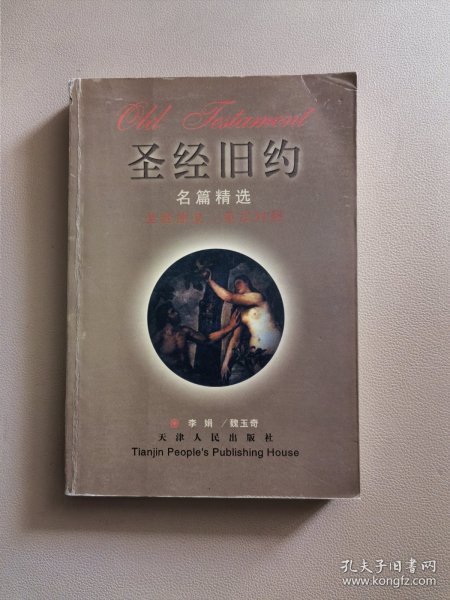 Old Testament
圣经旧约
名篇精选
李娟/魏玉奇
天津人民出版社
Tianjin People's Publishing House
孔夫子旧书网
www.kongfz.com